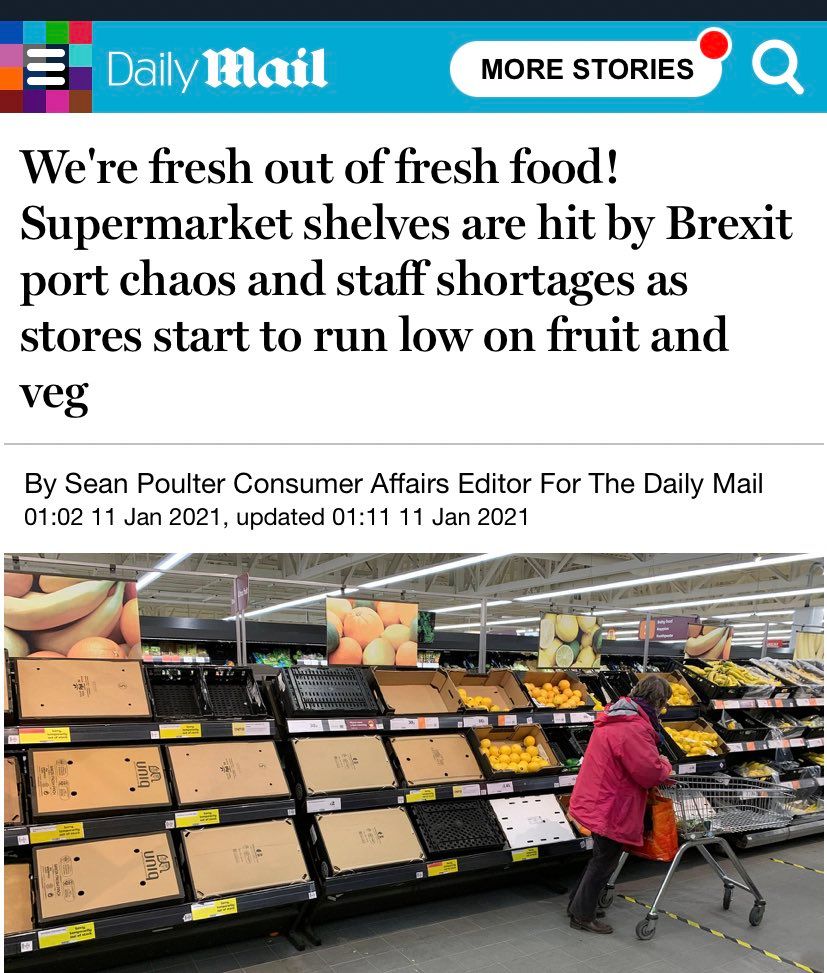 Daily Mail
MORE STORIES
We're fresh out of fresh food!
Supermarket shelves are hit by Brexit
port chaos and staff shortages as
stores start to run low on fruit and
veg
By Sean Poulter Consumer Affairs Editor For The Daily Mail
01:02 11 Jan 2021, updated 01:11 11 Jan 2021
uniq
uniq